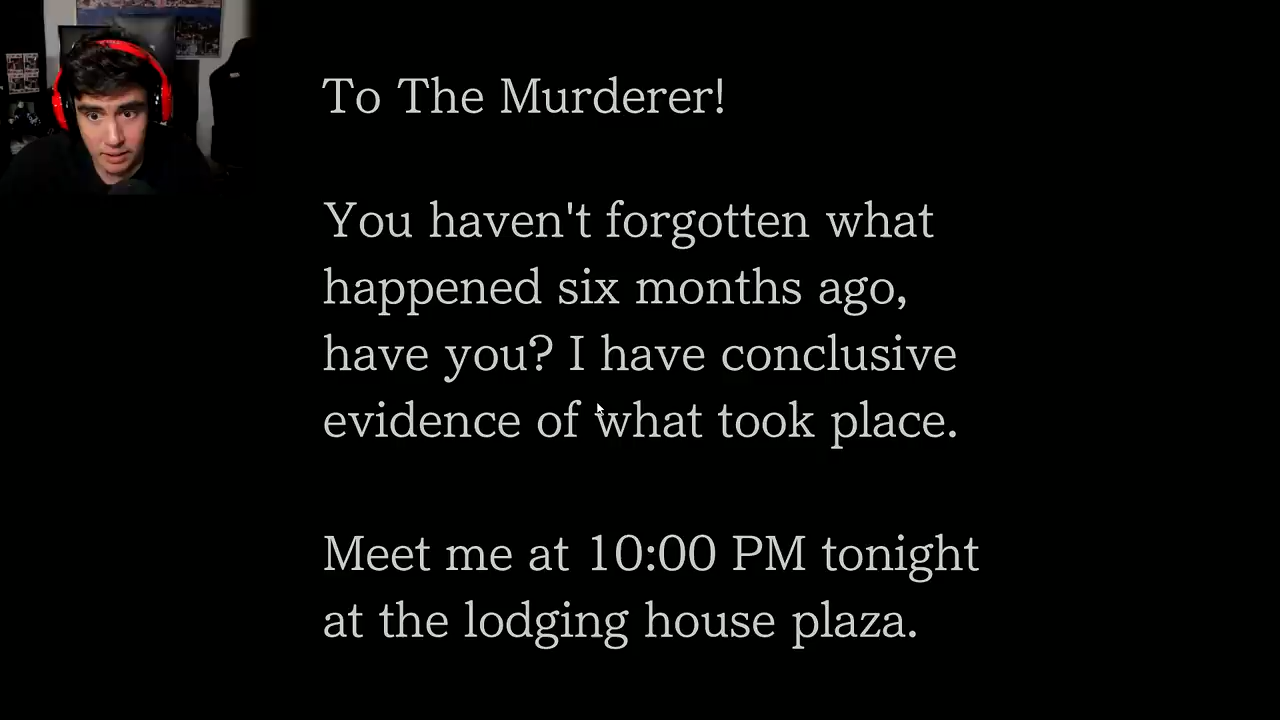 To The Murderer!
You haven't forgotten what
happened six months ago,
have you? I have conclusive
evidence of what took place.
Meet me at 10:00 PM tonight
at the lodging house plaza.